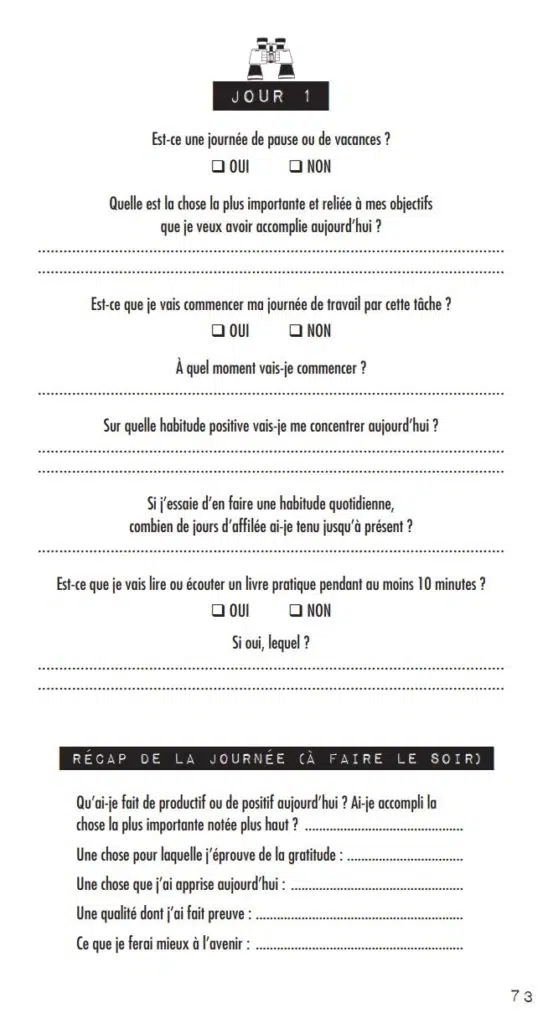 JOUR 1
Est-ce une journée de pause ou de vacances ?
❑ OUI ❑ NON
Quelle est la chose la plus importante et reliée à mes objectifs
que je veux avoir accomplie aujourd'hui ?
Est-ce que je vais commencer ma journée de travail par cette tâche ?
❑ OUI ❑ NON
À quel moment vais-je commencer ?
Sur quelle habitude positive vais-je me concentrer aujourd'hui ?
Si j'essaie d'en faire une habitude quotidienne,
combien de jours d'affilée ai-je tenu jusqu'à présent ?
Est-ce que je vais lire ou écouter un livre pratique pendant au moins 10 minutes ?
❑ OUI ❑ NON
Si oui, lequel ?
RÉCAP DE LA JOURNÉE (À FAIRE LE SOIR)
Qu'ai-je fait de productif ou de positif aujourd'hui ? Ai-je accompli la
chose la plus importante notée plus haut ? ..............................................
Une chose pour laquelle j'éprouve de la gratitude : ..................................
Une chose que j'ai apprise aujourd'hui : ..................................................
Une qualité dont j'ai fait preuve : ............................................................
Ce que je ferai mieux à l'avenir : ............................................................
73